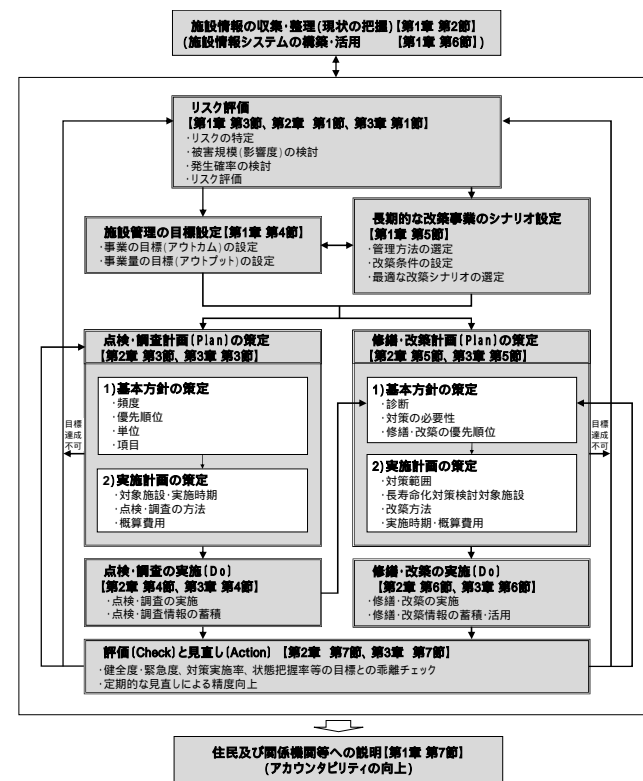 施設情報の収集・整理(現状の把握)【第1章 第2節】
(施設情報システムの構築・活用 【第1章 第6節】)
リスク評価
【第1章 第3節、第2章 第1節、第3章 第1節】
・リスクの特定
・被害規模(影響度)の検討
・発生確率の検討
・リスク評価
施設管理の目標設定【第1章 第4節】
・事業の目標(アウトカム)の設定
・事業量の目標(アウトプット)の設定
長期的な改築事業のシナリオ設定
【第1章 第5節】
・管理方法の選定
・改築条件の設定
・最適な改築シナリオの選定
点検・調査計画(Plan)の策定
【第2章 第3節、第3章 第3節】
1)基本方針の策定
・頻度
・優先順位
・単位
・項目
2)実施計画の策定
・対象施設・実施時期
・点検・調査の方法
・概算費用
目標
達成
不可
修繕・改築計画(Plan)の策定
【第2章 第5節、第3章 第5節】
1)基本方針の策定
・診断
・対策の必要性
・修繕・改築の優先順位
2)実施計画の策定
・対策範囲
・長寿命化対策検討対象施設
・改築方法
・実施時期・概算費用
目標
達成
不可
点検・調査の実施(Do)
【第2章 第4節、第3章 第4節】
・点検・調査の実施
・点検・調査情報の蓄積
修繕・改築の実施(Do)
【第2章 第6節、第3章 第6節】
・修繕・改築の実施
・修繕・改築情報の蓄積・活用
評価(Check)と見直し(Action) 【第2章 第7節、第3章 第7節】
・健全度・緊急度、対策実施率、状態把握率等の目標との乖離チェック
・定期的な見直しによる精度向上
住民及び関係機関等への説明【第1章 第7節】
(アカウンタビリティの向上)